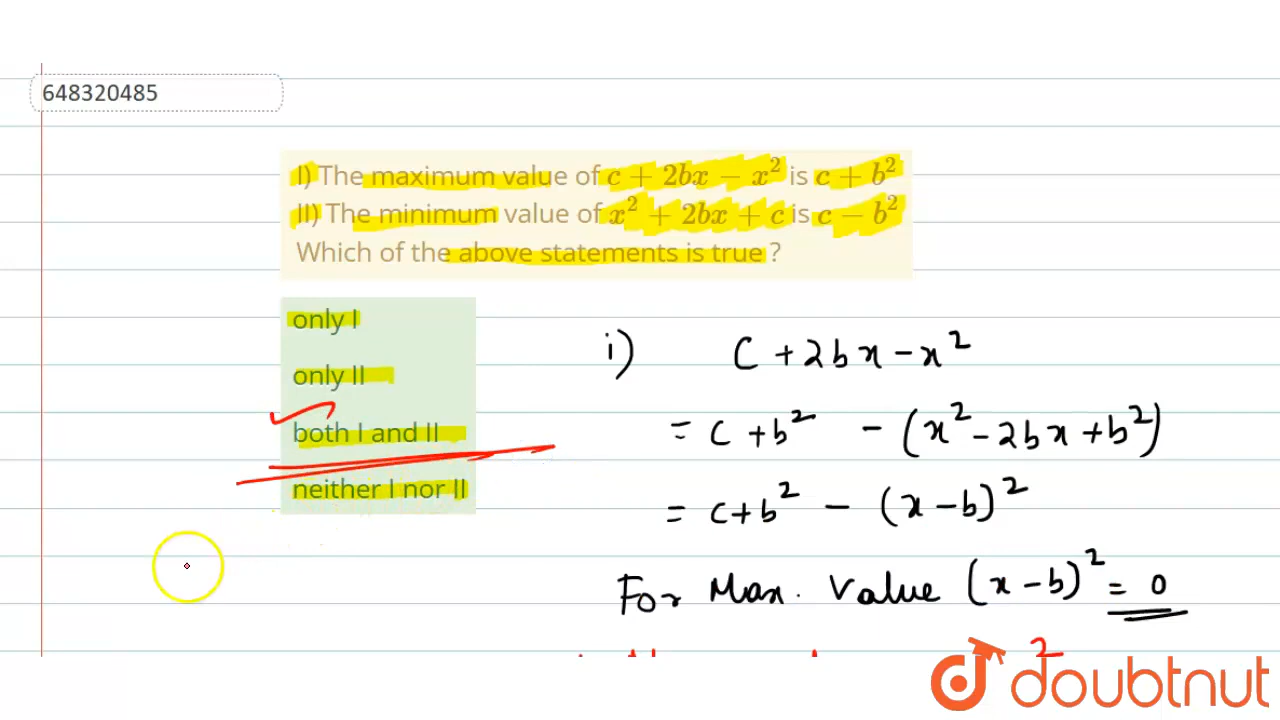 648320485
I) The maximum value of c + 2bx − x² is c + b²
II) The minimum value of x² + 2bx + c is c − b²
Which of the above statements is true ?
only I
only II
both I and II
neither I nor II
i) C + 2bx − x²
= c + b² − (x² − 2bx + b²)
= c + b² − (x − b)²
For Max. Value (x − b)² = 0
doubtnut